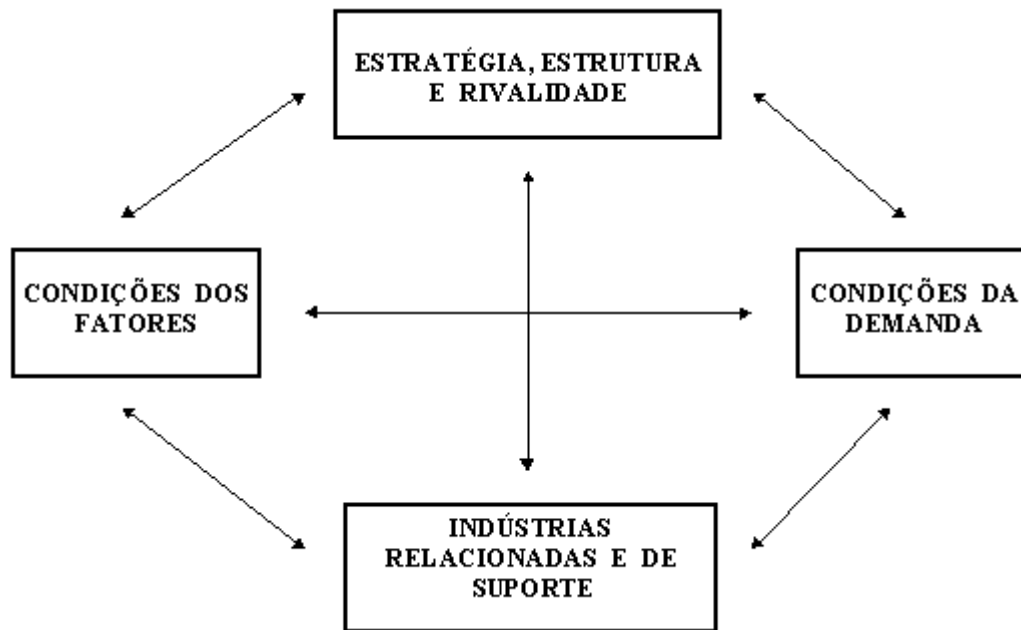 ESTRATÉGIA, ESTRUTURA
E RIVALIDADE
CONDIÇÕES DOS
FATORES
CONDIÇÕES DA
DEMANDA
INDÚSTRIAS
RELACIONADAS E DE
SUPORTE